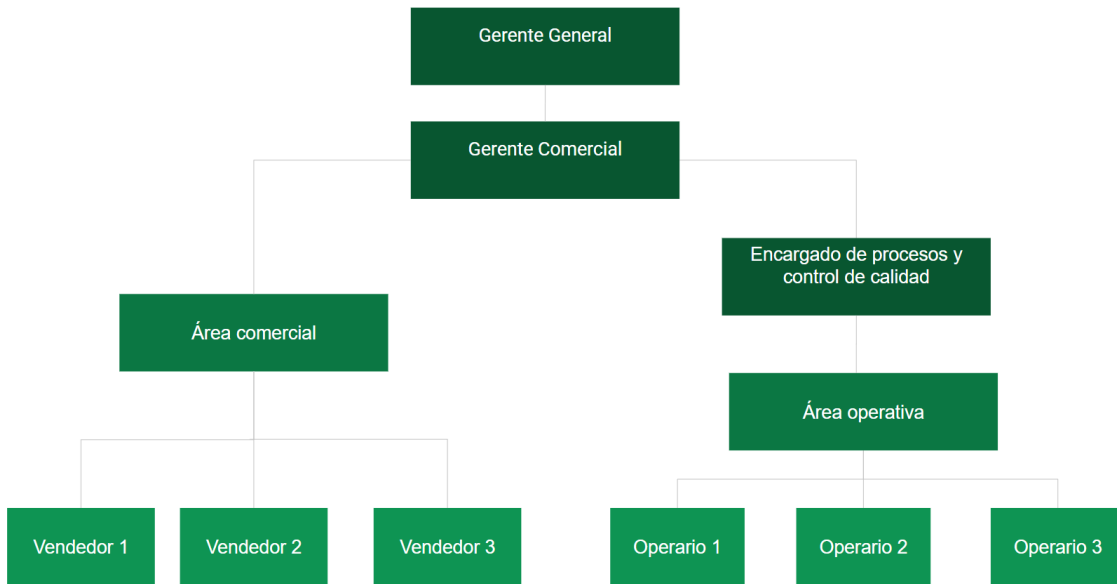 Gerente General
Gerente Comercial
Encargado de procesos y
control de calidad
Área comercial
Área operativa
Vendedor 1
Vendedor 2
Vendedor 3
Operario 1
Operario 2
Operario 3